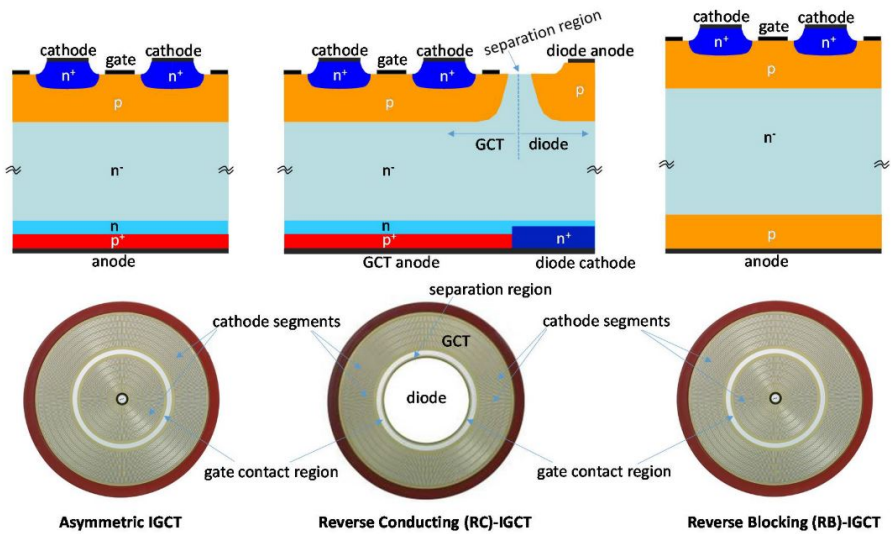 cathode gate cathode
n⁺ n⁺
p
n⁻
n
p⁺
anode
cathode gate cathode
separation region
diode anode
n⁺ n⁺
p
p
GCT diode
n⁻
n
p⁺
n⁺
GCT anode
diode cathode
cathode gate cathode
n⁺ n⁺
p
n⁻
p
anode
cathode segments
separation region
GCT
diode
cathode segments
gate contact region
gate contact region
Asymmetric IGCT
Reverse Conducting (RC)-IGCT
Reverse Blocking (RB)-IGCT